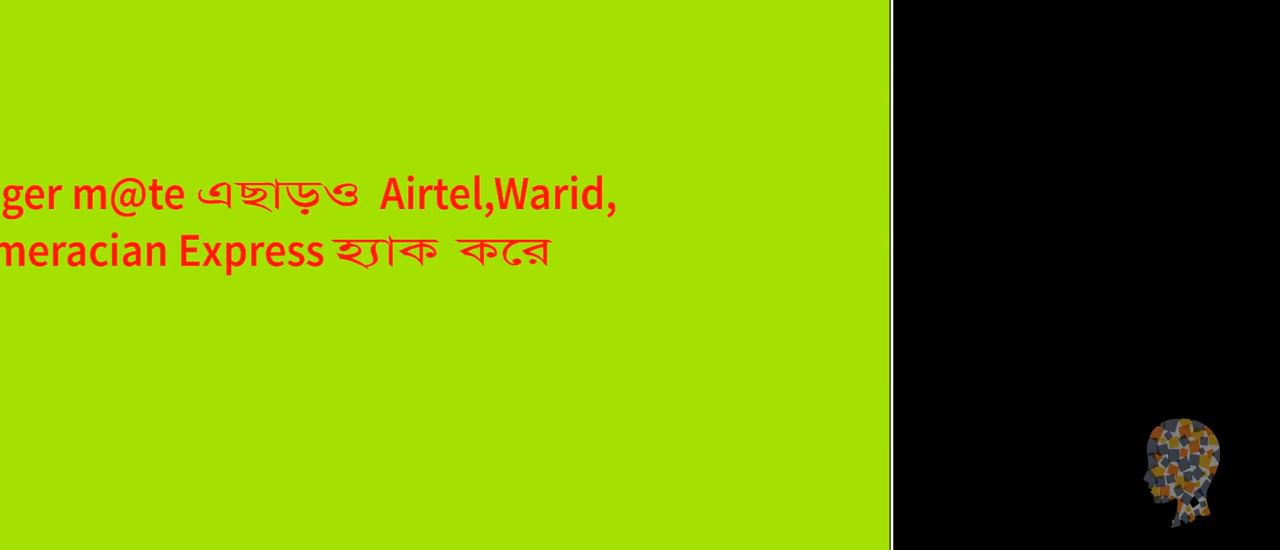 ger m@te এছাড়ও Airtel,Warid,
meracian Express হ্যাক করে